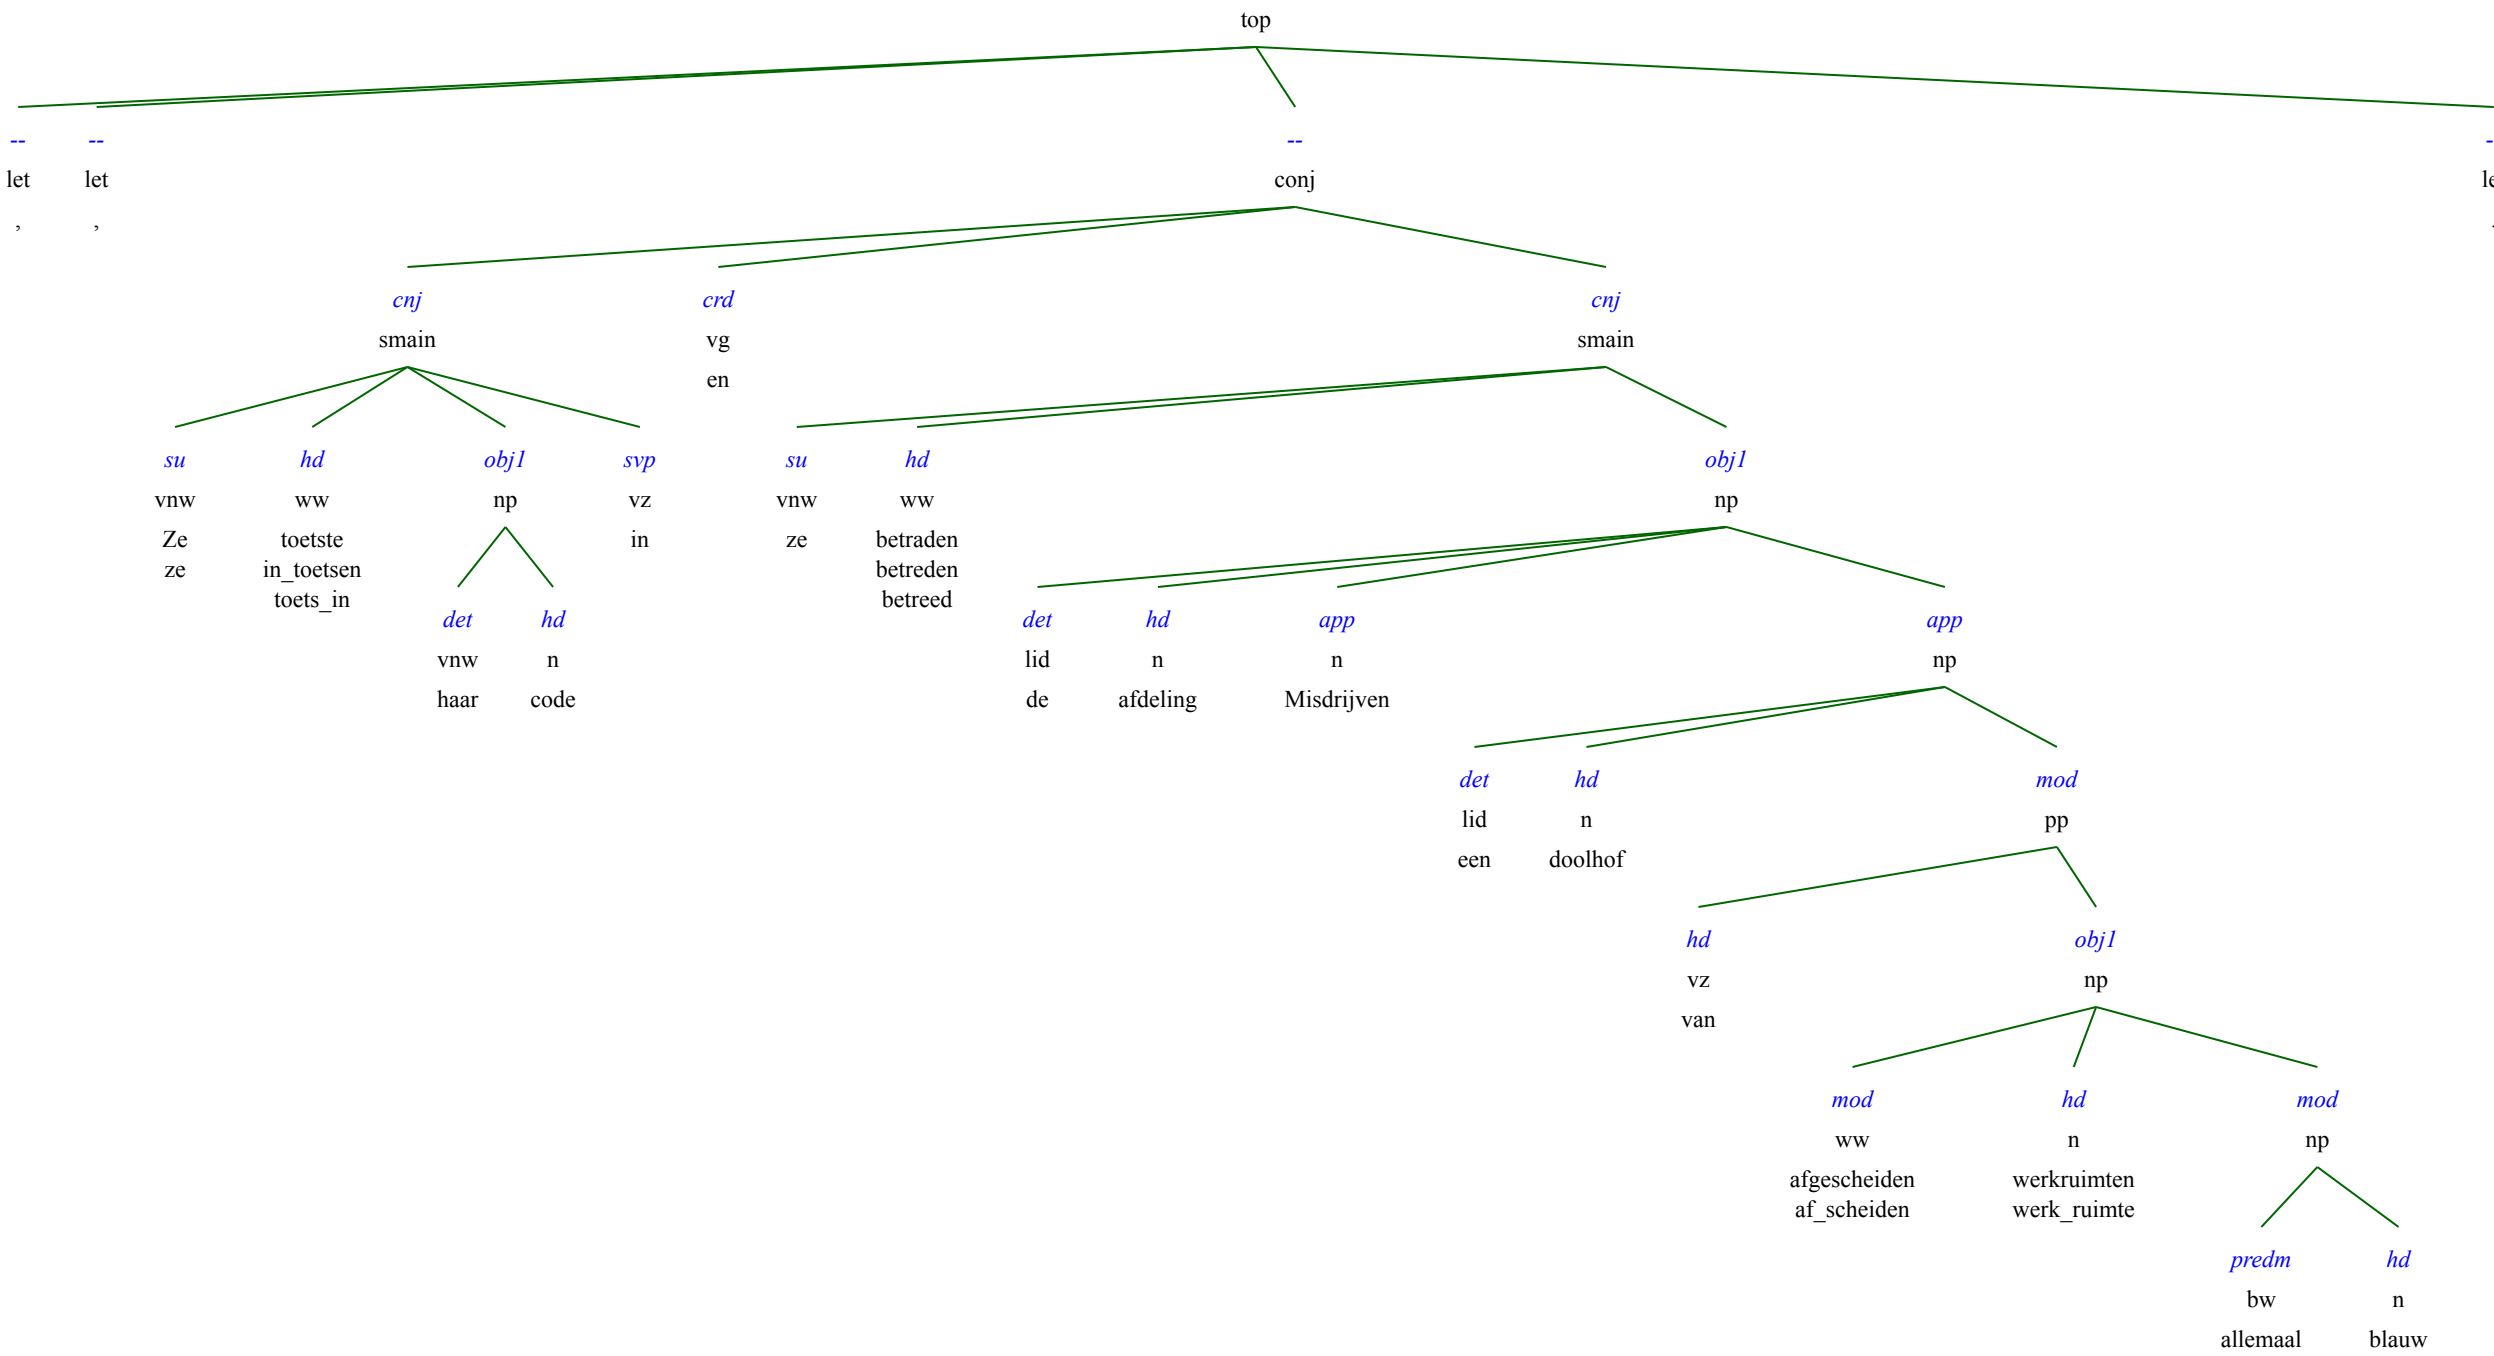 top
-- -- -- -
let let conj le
, , .
cnj crd cnj
smain vg smain
en
su hd obj1 svp su hd obj1
vnw ww np vz vnw ww np
Ze toetste in ze betraden
ze in_toetsen betreden
toets_in betreed
det hd det hd app app
vnw n lid n n np
haar code de afdeling Misdrijven
det hd mod
lid n pp
een doolhof
hd obj1
vz np
van
mod hd mod
ww n np
afgescheiden werkruimten
af_scheiden werk_ruimte
predm hd
bw n
allemaal blauw